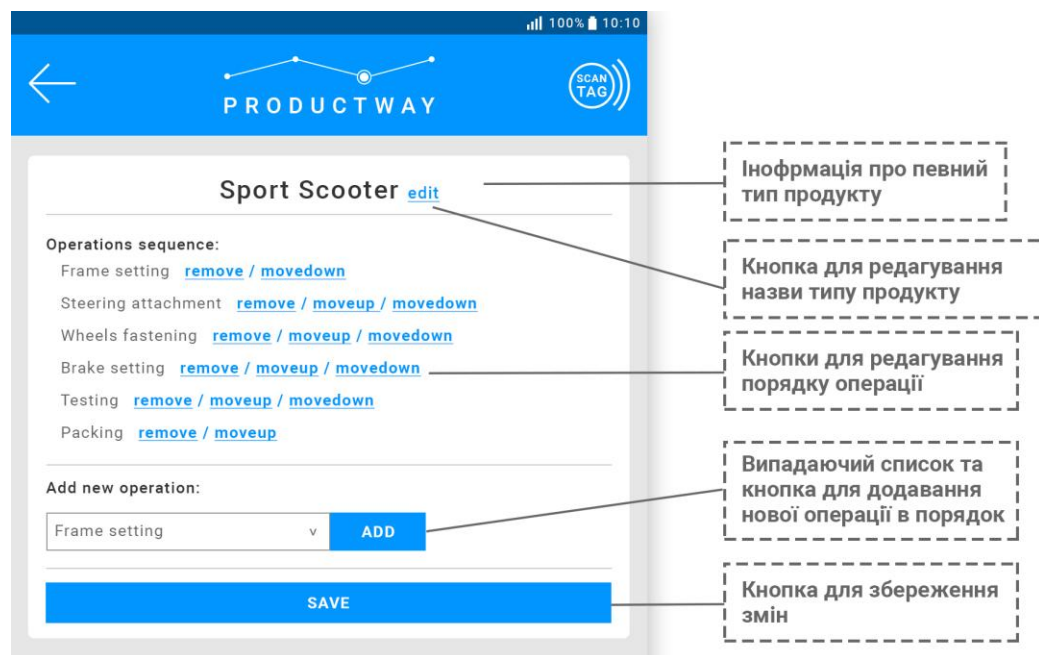 100% 10:10
PRODUCTWAY
SCAN
TAG
Sport Scooter edit
Operations sequence:
Frame setting remove / movedown
Steering attachment remove / moveup / movedown
Wheels fastening remove / moveup / movedown
Brake setting remove / moveup / movedown
Testing remove / moveup / movedown
Packing remove / moveup
Add new operation:
Frame setting v ADD
SAVE
Інофрмація про певний
тип продукту
Кнопка для редагування
назви типу продукту
Кнопки для редагування
порядку операції
Випадаючий список та
кнопка для додавання
нової операції в порядок
Кнопка для збереження
змін